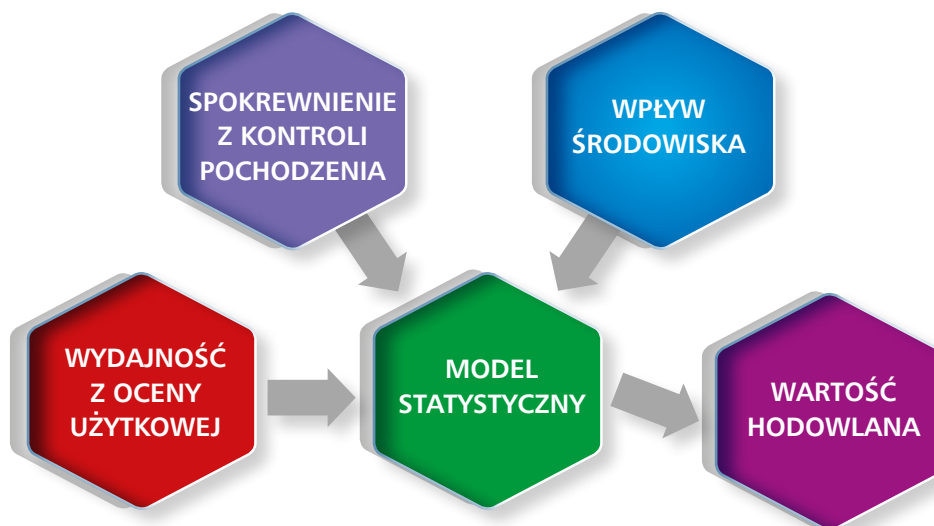 SPOKREWNIENIE
Z KONTROLI
POCHODZENIA
WPŁYW
ŚRODOWISKA
WYDAJNOŚĆ
Z OCENY
UŻYTKOWEJ
MODEL
STATYSTYCZNY
WARTOŚĆ
HODOWLANA